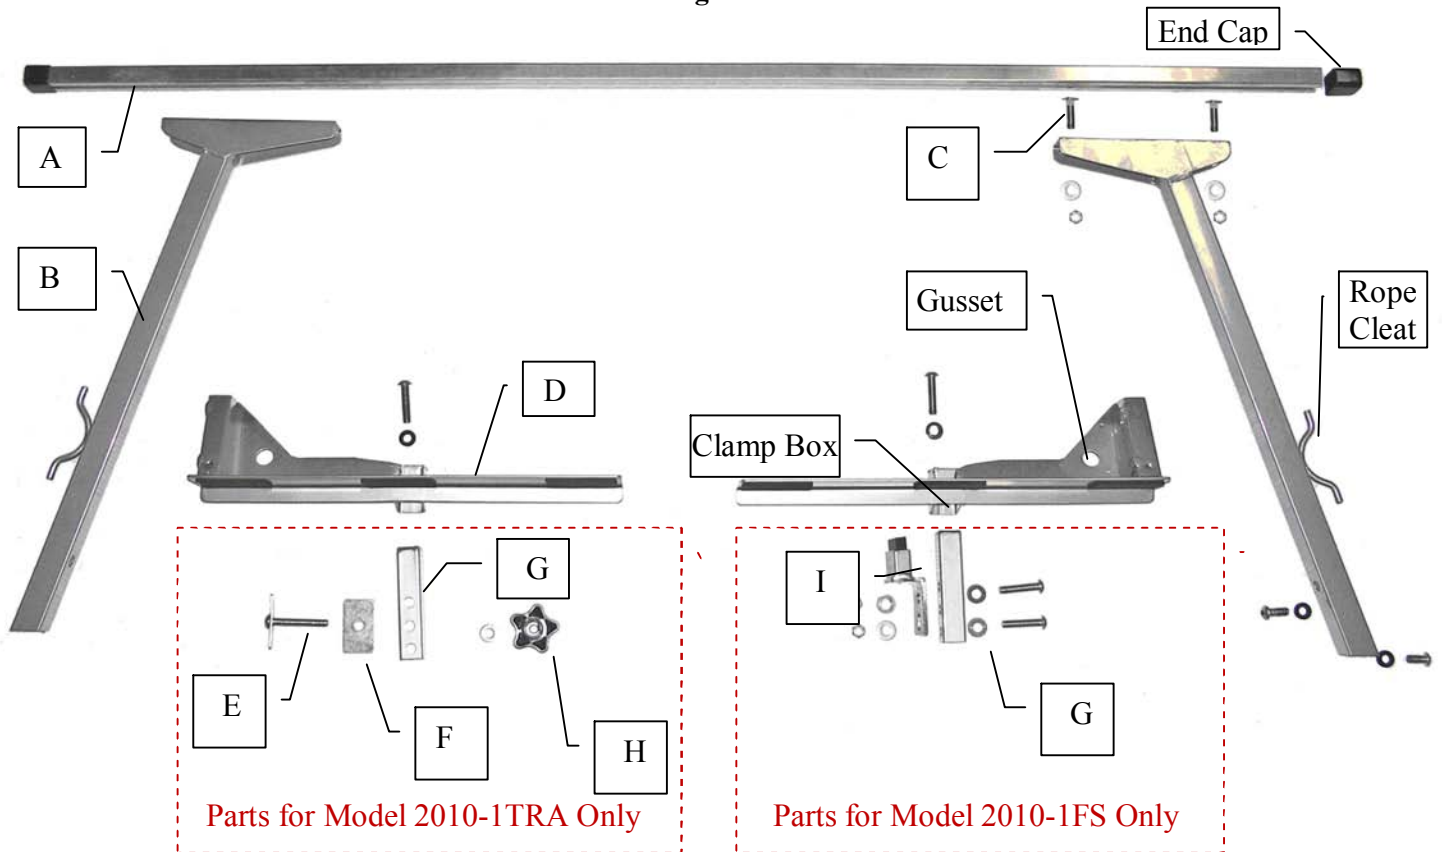 g
End Cap
A
C
B
Gusset
Rope
Cleat
D
Clamp Box
G
I
E
F
H
G
Parts for Model 2010-1TRA Only
Parts for Model 2010-1FS Only